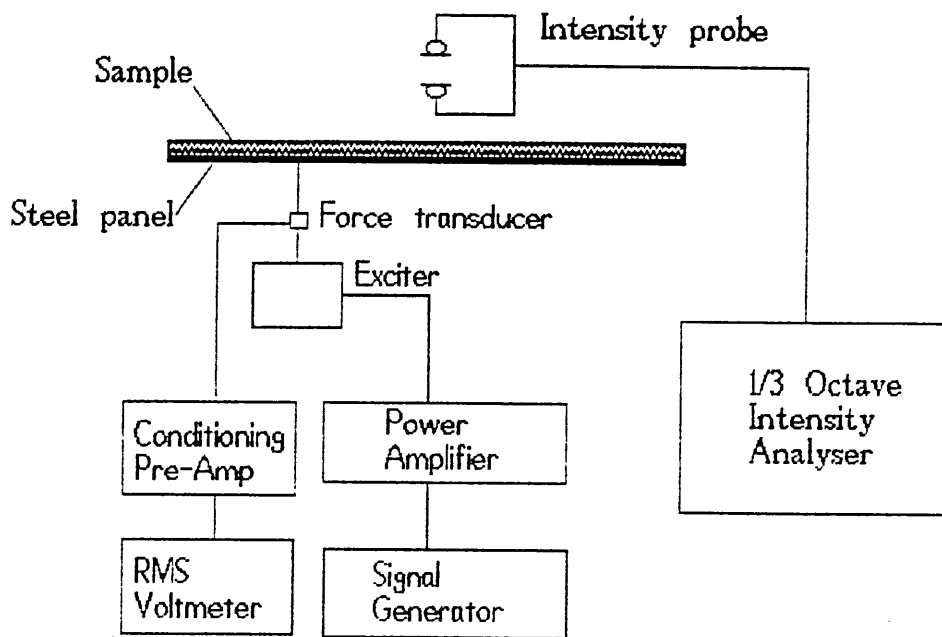 Intensity probe
Sample
Steel panel
Force transducer
Exciter
1/3 Octave
Intensity
Analyser
Conditioning
Pre-Amp
Power
Amplifier
RMS
Voltmeter
Signal
Generator